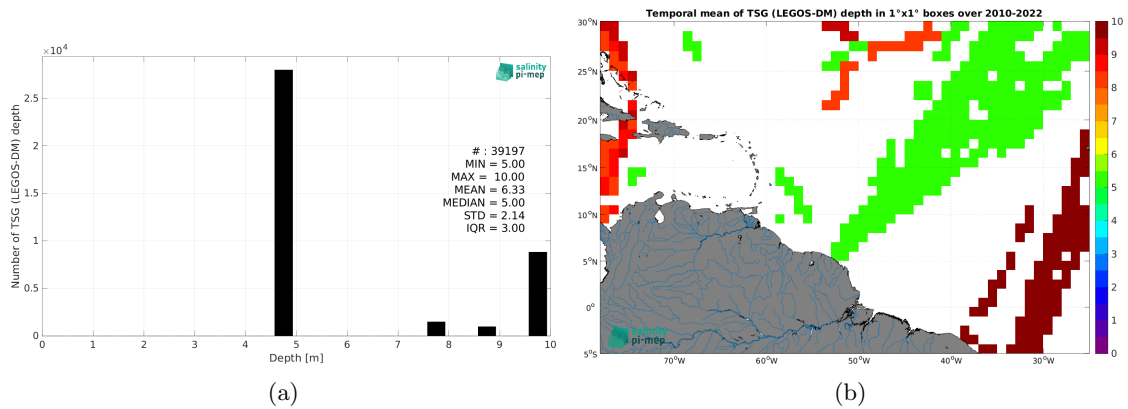 ×10⁴
2.5
2
1.5
1
0.5
0
0 1 2 3 4 5 6 7 8 9 10
Number of TSG (LEGOS-DM) depth
Depth [m]
salinity
pi-mep
# : 39197
MIN = 5.00
MAX = 10.00
MEAN = 6.33
MEDIAN = 5.00
STD = 2.14
IQR = 3.00
(a)
Temporal mean of TSG (LEGOS-DM) depth in 1°x1° boxes over 2010-2022
30°N
25°N
20°N
15°N
10°N
5°N
0°
5°S
70°W 60°W 50°W 40°W 30°W
salinity
pi-mep
10
9
8
7
6
5
4
3
2
1
0
(b)